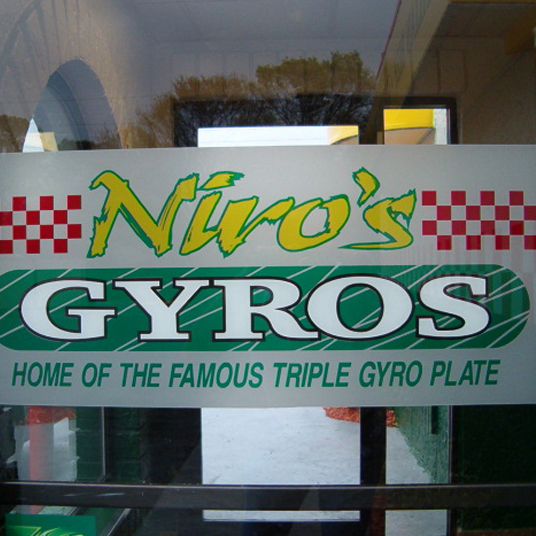 Niro's
GYROS
HOME OF THE FAMOUS TRIPLE GYRO PLATE